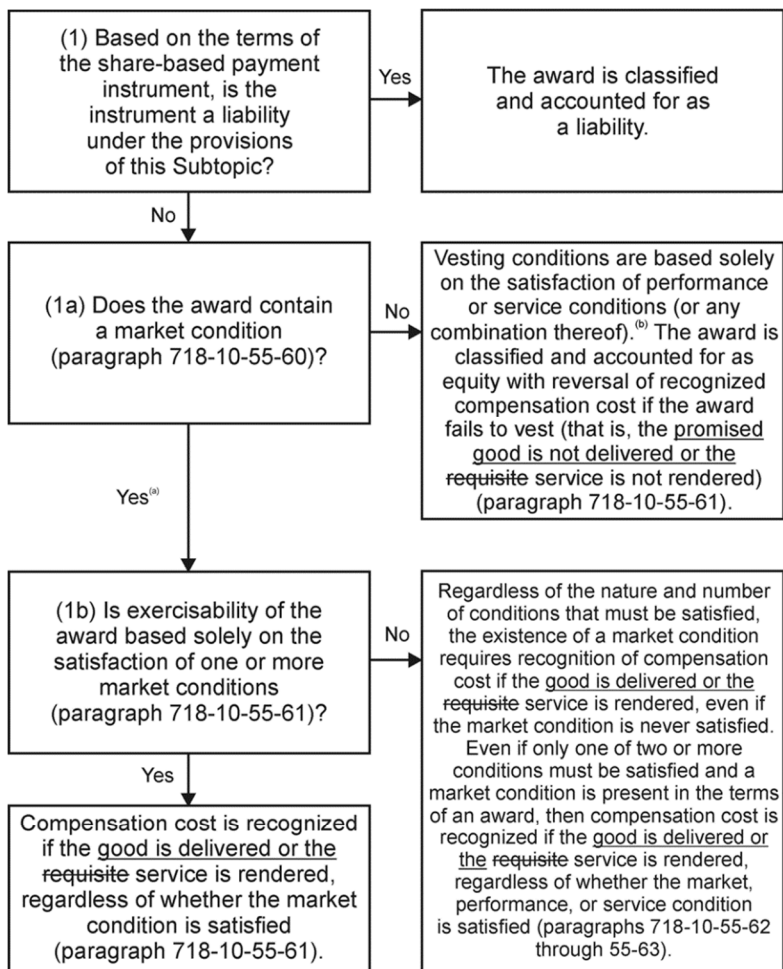 (1) Based on the terms of
the share-based payment
instrument, is the
instrument a liability
under the provisions
of this Subtopic?
Yes
The award is classified
and accounted for as
a liability.
No
(1a) Does the award contain
a market condition
(paragraph 718-10-55-60)?
No
Vesting conditions are based solely
on the satisfaction of performance
or service conditions (or any
combination thereof).(b) The award is
classified and accounted for as
equity with reversal of recognized
compensation cost if the award
fails to vest (that is, the promised
good is not delivered or the
requisite service is not rendered)
(paragraph 718-10-55-61).
Yes(a)
(1b) Is exercisability of the
award based solely on the
satisfaction of one or more
market conditions
(paragraph 718-10-55-61)?
No
Regardless of the nature and number
of conditions that must be satisfied,
the existence of a market condition
requires recognition of compensation
cost if the good is delivered or the
requisite service is rendered, even if
the market condition is never satisfied.
Even if only one of two or more
conditions must be satisfied and a
market condition is present in the terms
of an award, then compensation cost is
recognized if the good is delivered or
the requisite service is rendered,
regardless of whether the market,
performance, or service condition
is satisfied (paragraphs 718-10-55-62
through 55-63).
Yes
Compensation cost is recognized
if the good is delivered or the
requisite service is rendered,
regardless of whether the market
condition is satisfied
(paragraph 718-10-55-61).